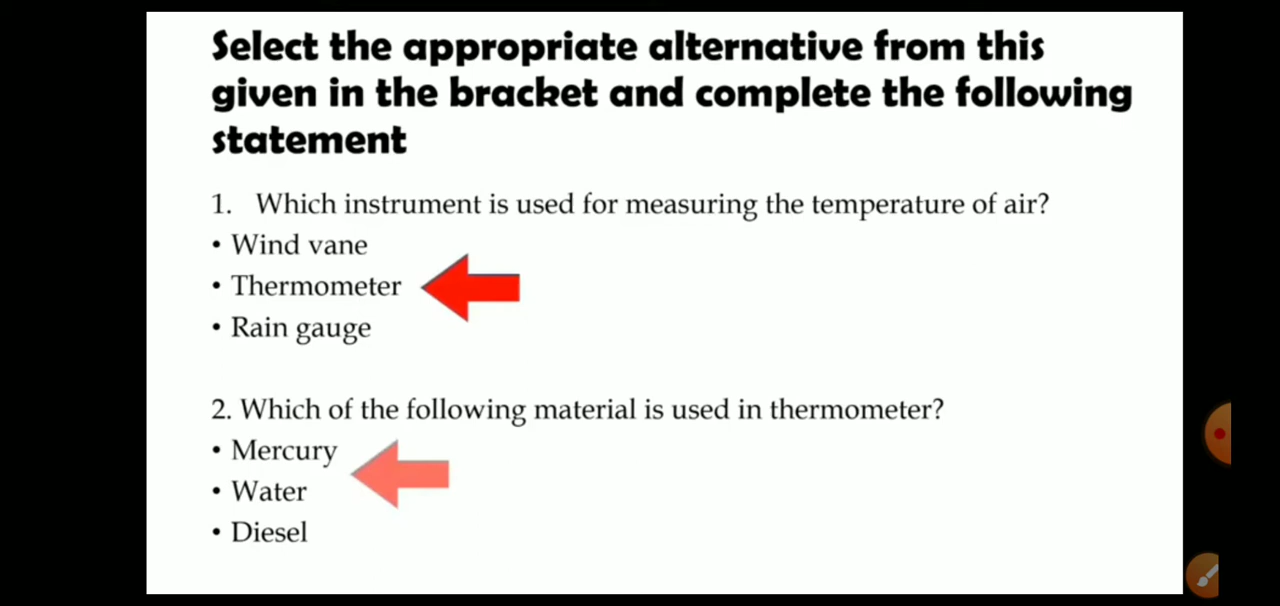 Select the appropriate alternative from this
given in the bracket and complete the following
statement
1. Which instrument is used for measuring the temperature of air?
• Wind vane
• Thermometer
• Rain gauge
2. Which of the following material is used in thermometer?
• Mercury
• Water
• Diesel